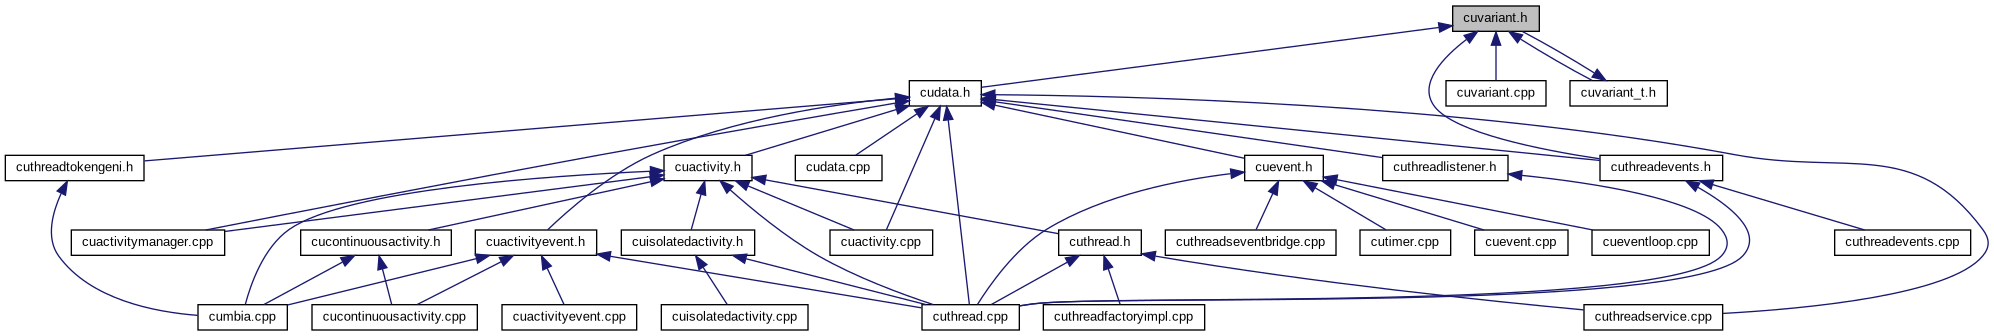 cuvariant.h
cudata.h
cuvariant.cpp
cuvariant_t.h
cuthreadtokengeni.h
cuactivity.h
cudata.cpp
cuevent.h
cuthreadlistener.h
cuthreadevents.h
cuactivitymanager.cpp
cucontinuousactivity.h
cuactivityevent.h
cuisolatedactivity.h
cuactivity.cpp
cuthread.h
cuthreadseventbridge.cpp
cutimer.cpp
cuevent.cpp
cueventloop.cpp
cuthreadevents.cpp
cumbia.cpp
cucontinuousactivity.cpp
cuactivityevent.cpp
cuisolatedactivity.cpp
cuthread.cpp
cuthreadfactoryimpl.cpp
cuthreadservice.cpp